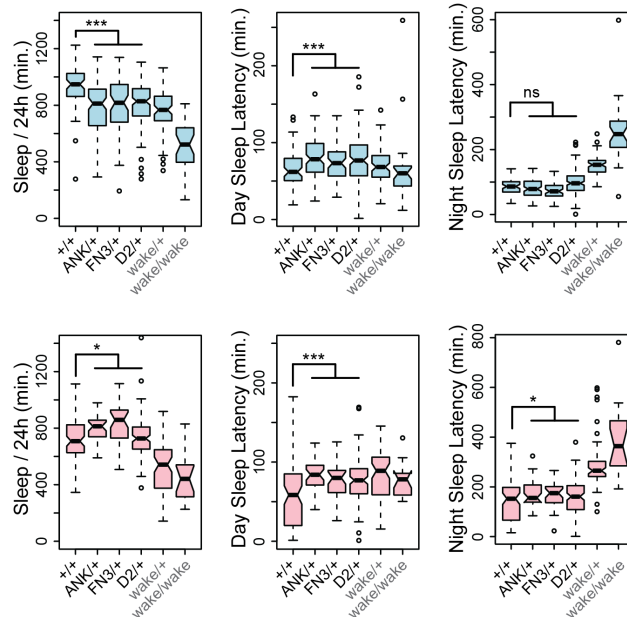 Sleep / 24h (min.)
1200
800
400
0
***
+/+
ANK/+
FN3/+
D2/+
wake/+
wake/wake
Day Sleep Latency (min.)
200
100
50
0
***
+/+
ANK/+
FN3/+
D2/+
wake/+
wake/wake
Night Sleep Latency (min.)
600
400
200
0
ns
+/+
ANK/+
FN3/+
D2/+
wake/+
wake/wake
Sleep / 24h (min.)
1200
800
400
0
*
+/+
ANK/+
FN3/+
D2/+
wake/+
wake/wake
Day Sleep Latency (min.)
200
100
50
0
***
+/+
ANK/+
FN3/+
D2/+
wake/+
wake/wake
Night Sleep Latency (min.)
800
600
400
200
0
*
+/+
ANK/+
FN3/+
D2/+
wake/+
wake/wake